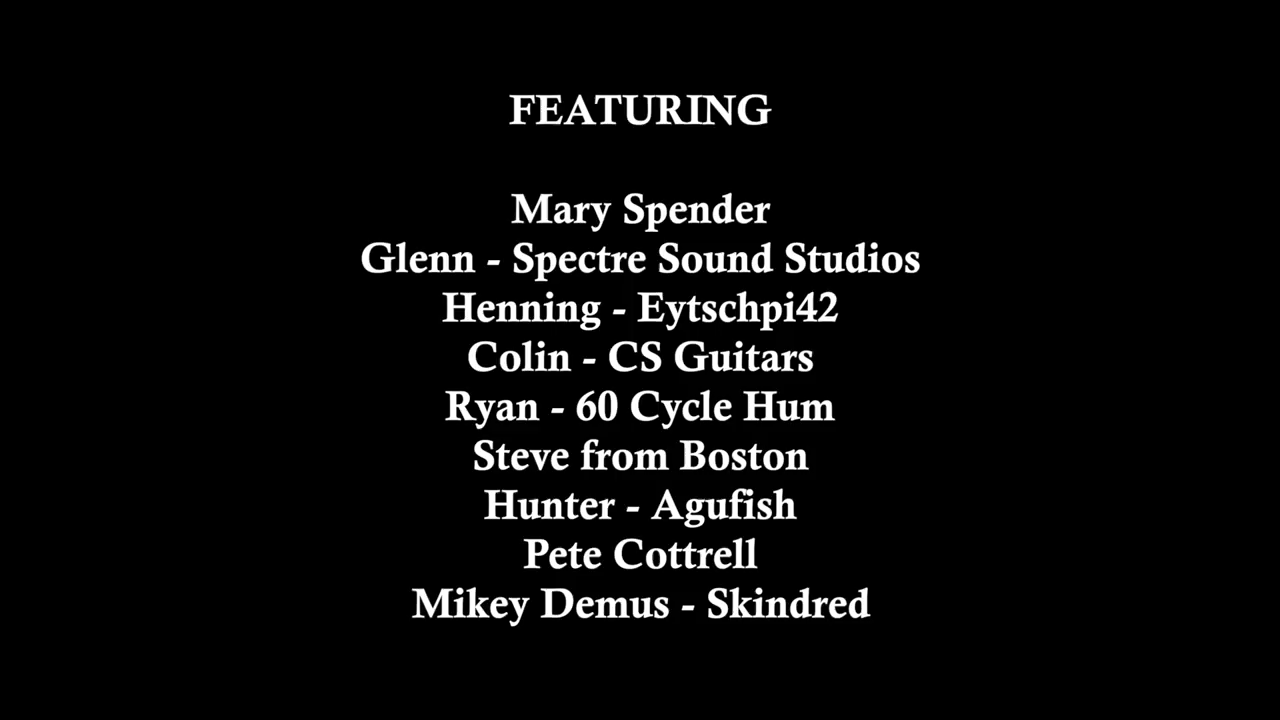 FEATURING
Mary Spender
Glenn - Spectre Sound Studios
Henning - Eytschpi42
Colin - CS Guitars
Ryan - 60 Cycle Hum
Steve from Boston
Hunter - Agufish
Pete Cottrell
Mikey Demus - Skindred